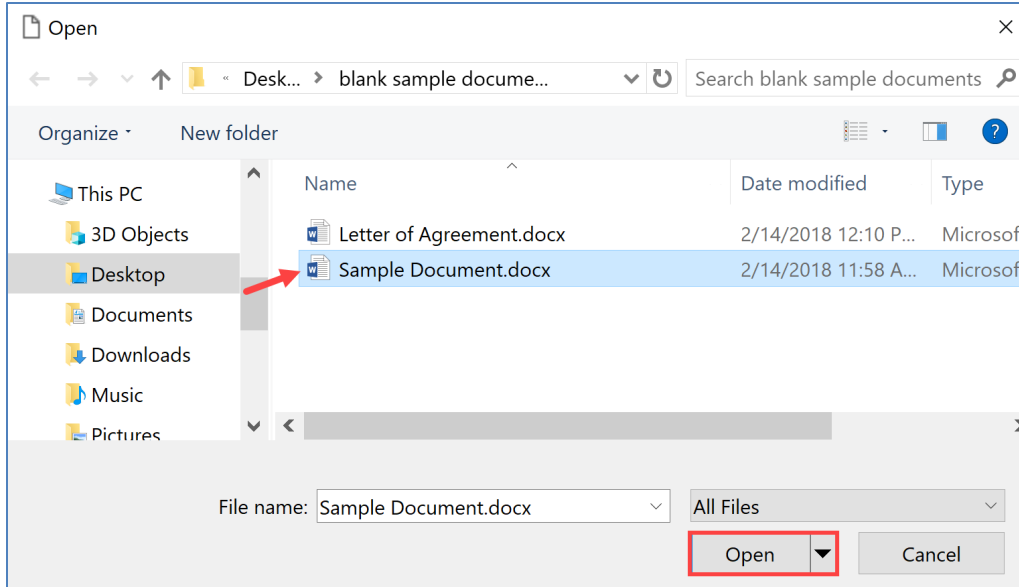 Open
« Desk... > blank sample docume...
Search blank sample documents
Organize
New folder
?
Name
Date modified
Type
This PC
3D Objects
Desktop
Documents
Downloads
Music
Pictures
Letter of Agreement.docx 2/14/2018 12:10 P... Microsof
Sample Document.docx 2/14/2018 11:58 A... Microsof
File name: Sample Document.docx
All Files
Open
Cancel